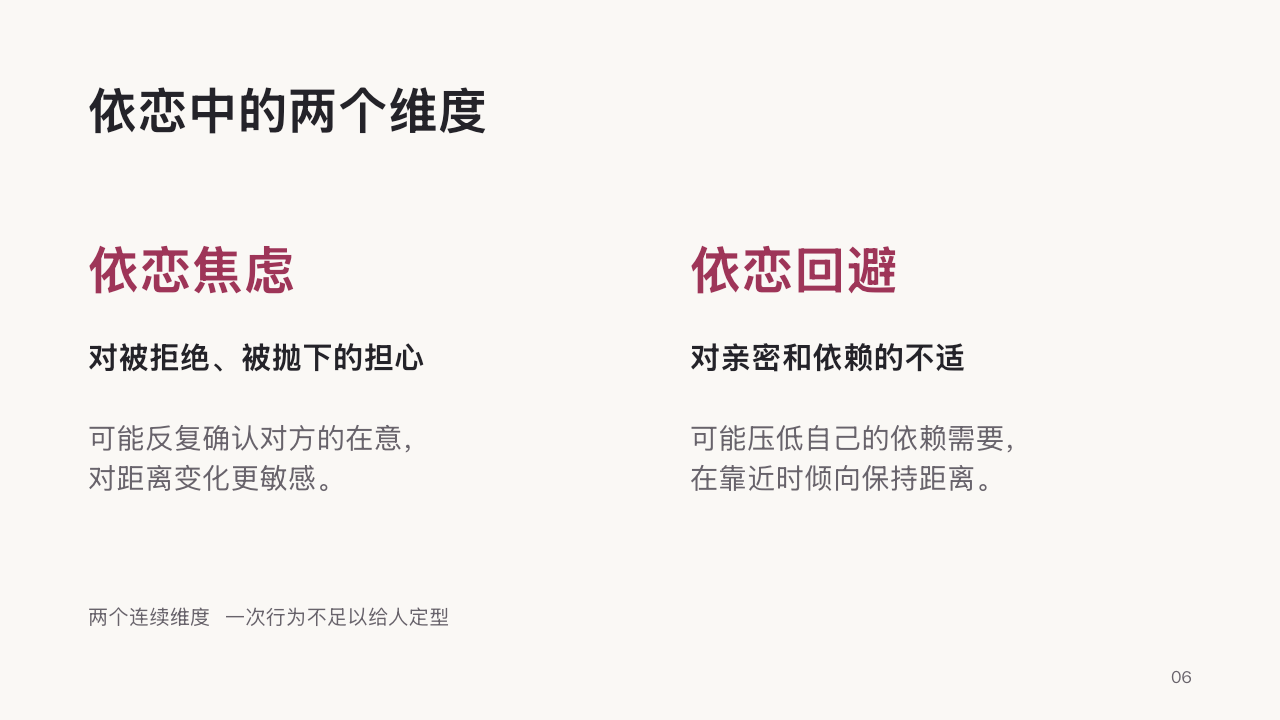 依恋中的两个维度
依恋焦虑
对被拒绝、被抛下的担心
可能反复确认对方的在意，
对距离变化更敏感。
依恋回避
对亲密和依赖的不适
可能压低自己的依赖需要，
在靠近时倾向保持距离。
两个连续维度 一次行为不足以给人定型
06